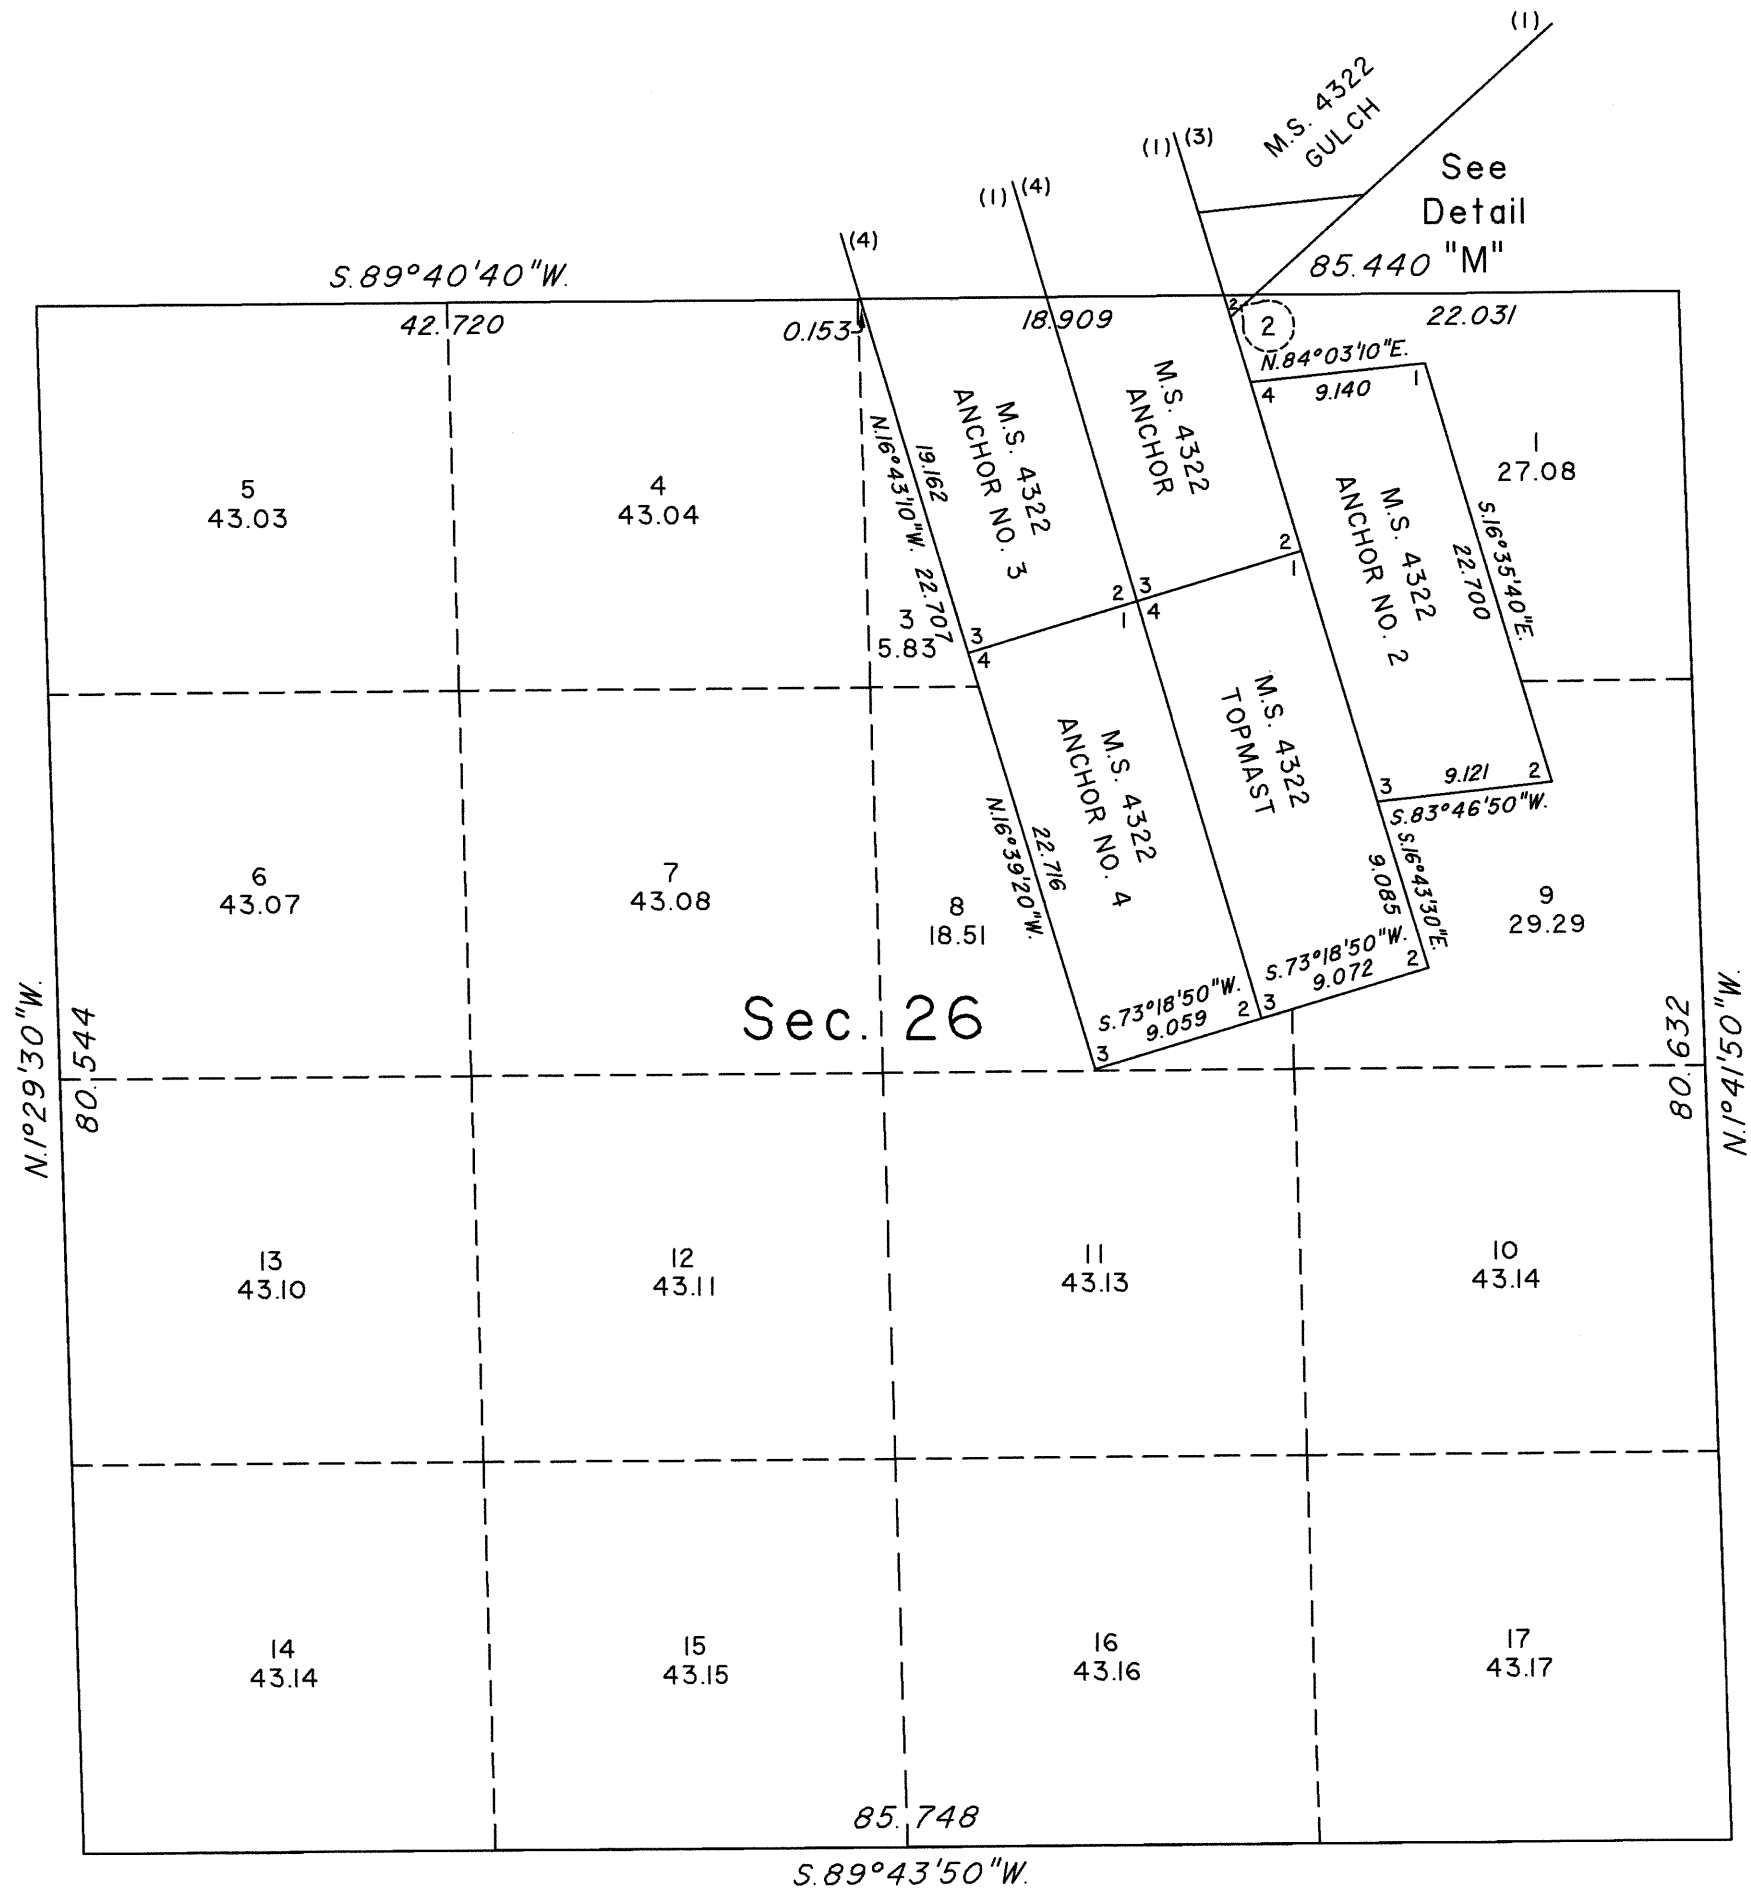 (1)
M.S. 4322
GULCH
(1)
(3)
See
Detail
"M"
(1)
(4)
(4)
S.89°40'40"W.
85.440
42.720
0.153
18.909
2
2
22.031
N.84°03'10"E.
4
9.140
1
M.S. 4322
ANCHOR
M.S. 4322
ANCHOR NO. 3
19.162
N.16°43'10"W. 22.707
1
27.08
5
43.03
4
43.04
M.S. 4322
ANCHOR NO. 2
S.16°35'40"E.
22.700
2
1
2
3
1
4
3
5.83
3
4
M.S. 4322
TOPMAST
M.S. 4322
ANCHOR NO. 4
3
9.121
2
S.83°46'50"W.
S.16°43'30"E.
9.085
22.716
N.16°39'20"W.
6
43.07
7
43.08
8
18.51
9
29.29
S.73°18'50"W.
9.072
2
S.73°18'50"W.
9.059
2
3
3
Sec. 26
N.1°29'30"W.
80.544
80.632
N.1°41'50"W.
13
43.10
12
43.11
11
43.13
10
43.14
14
43.14
15
43.15
16
43.16
17
43.17
85.748
S.89°43'50"W.